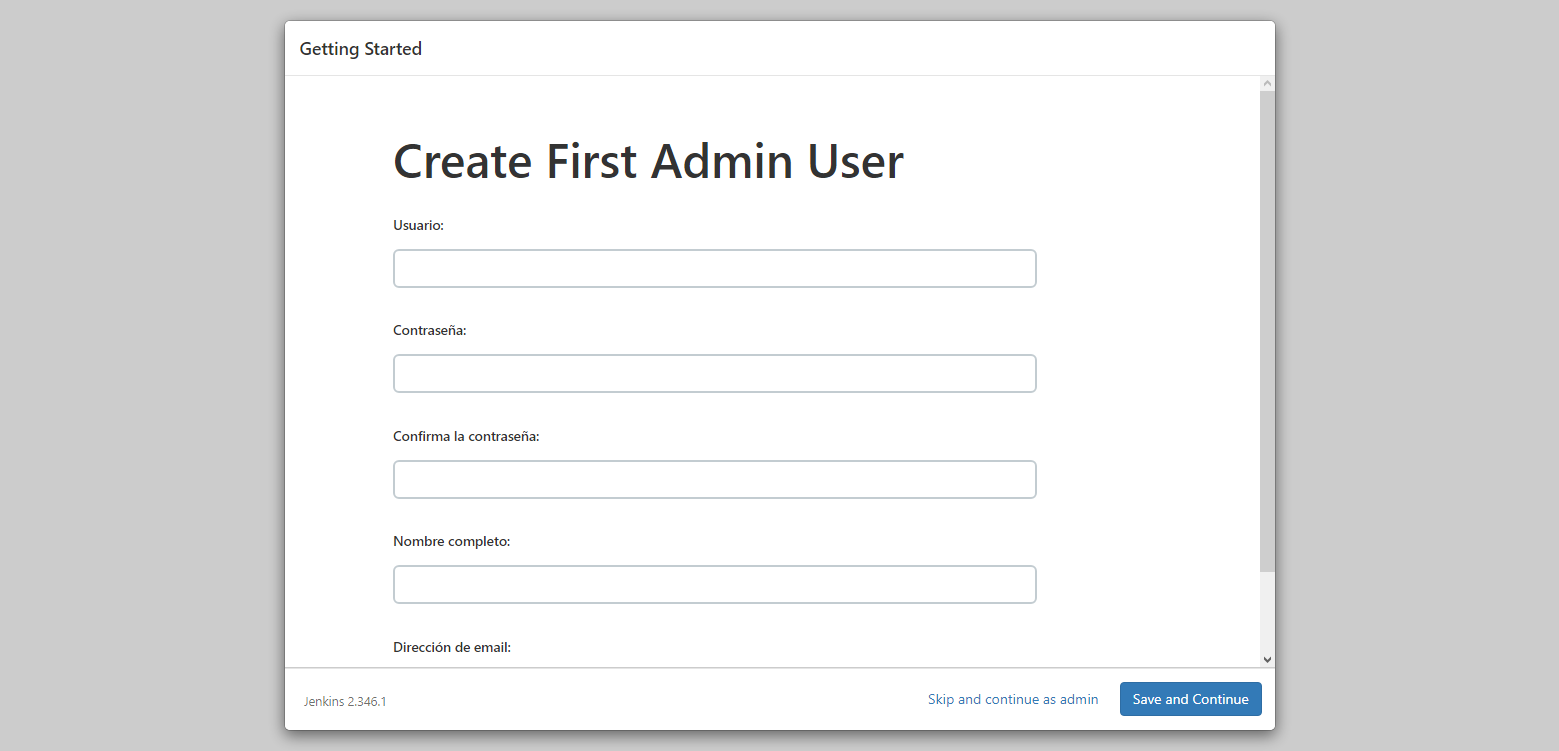 Getting Started
Create First Admin User
Usuario:
Contraseña:
Confirma la contraseña:
Nombre completo:
Dirección de email:
Jenkins 2.346.1
Skip and continue as admin
Save and Continue